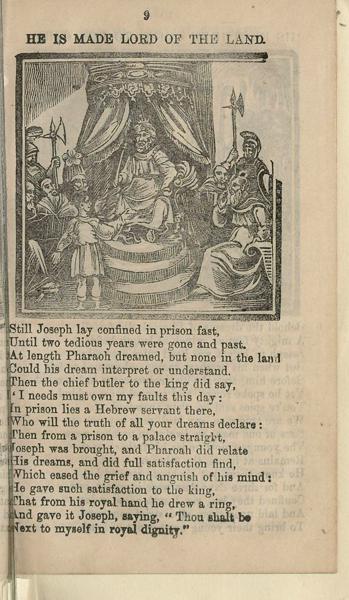 9
HE IS MADE LORD OF THE LAND.
Still Joseph lay confined in prison fast,
Until two tedious years were gone and past.
At length Pharaoh dreamed, but none in the land
Could his dream interpret or understand.
Then the chief butler to the king did say,
' I needs must own my faults this day :
In prison lies a Hebrew servant there,
Who will the truth of all your dreams declare :
Then from a prison to a palace straight,
Joseph was brought, and Pharoah did relate
His dreams, and did full satisfaction find,
Which eased the grief and anguish of his mind :
He gave such satisfaction to the king,
That from his royal hand he drew a ring,
And gave it Joseph, saying, “ Thou shalt be
Next to myself in royal dignity.”